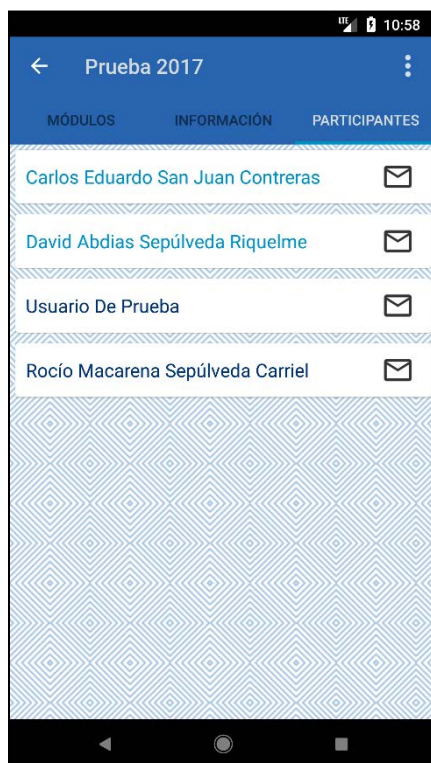 LTE 10:58
Prueba 2017
MÓDULOS INFORMACIÓN PARTICIPANTES
Carlos Eduardo San Juan Contreras
David Abdias Sepúlveda Riquelme
Usuario De Prueba
Rocío Macarena Sepúlveda Carriel